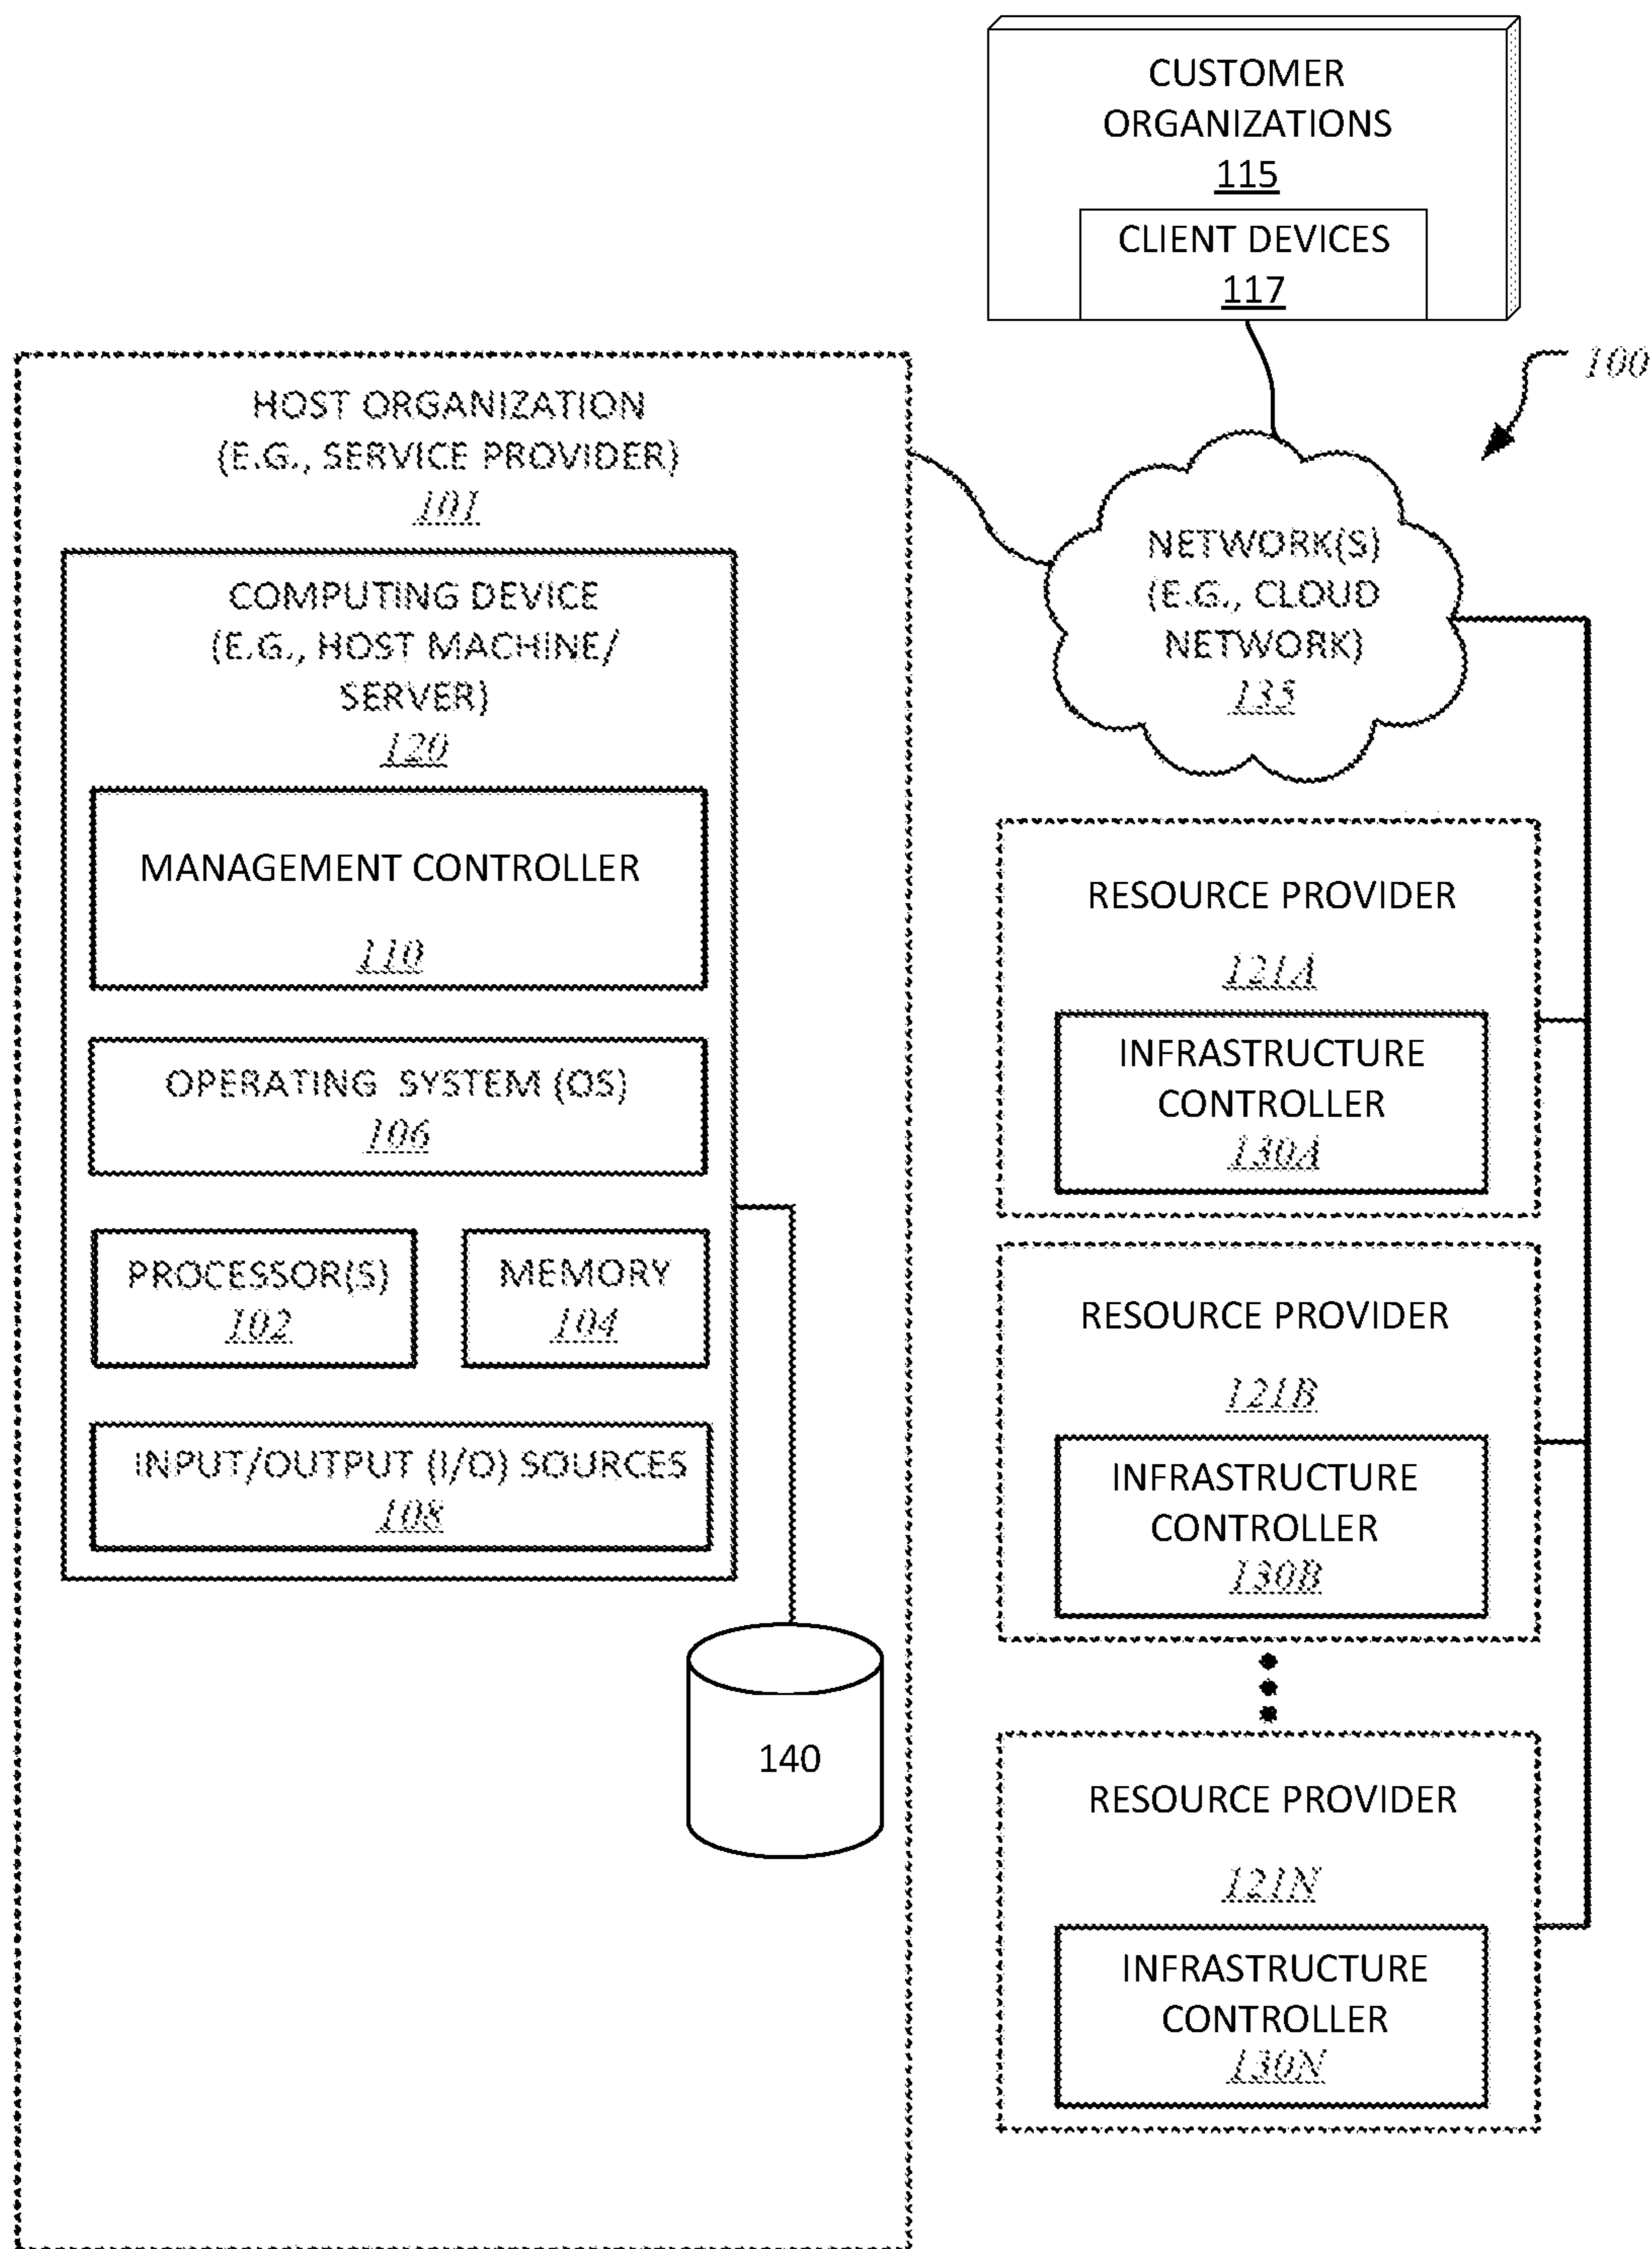 CUSTOMER
ORGANIZATIONS
115
CLIENT DEVICES
117
100
HOST ORGANIZATION
(E.G., SERVICE PROVIDER)
101
COMPUTING DEVICE
(E.G., HOST MACHINE/
SERVER)
120
MANAGEMENT CONTROLLER
110
OPERATING SYSTEM (OS)
106
PROCESSOR(S)
102
MEMORY
104
INPUT/OUTPUT (I/O) SOURCES
108
140
NETWORK(S)
(E.G., CLOUD
NETWORK)
135
RESOURCE PROVIDER
121A
INFRASTRUCTURE
CONTROLLER
130A
RESOURCE PROVIDER
121B
INFRASTRUCTURE
CONTROLLER
130B
RESOURCE PROVIDER
121N
INFRASTRUCTURE
CONTROLLER
130N